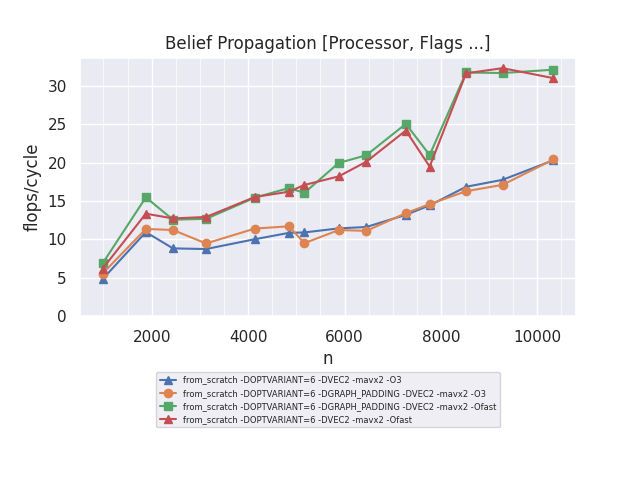 Belief Propagation [Processor, Flags ...]
flops/cycle
30
25
20
15
10
5
0
2000 4000 6000 8000 10000
n
from_scratch -DOPTVARIANT=6 -DVEC2 -mavx2 -O3
from_scratch -DOPTVARIANT=6 -DGRAPH_PADDING -DVEC2 -mavx2 -O3
from_scratch -DOPTVARIANT=6 -DGRAPH_PADDING -DVEC2 -mavx2 -Ofast
from_scratch -DOPTVARIANT=6 -DVEC2 -mavx2 -Ofast